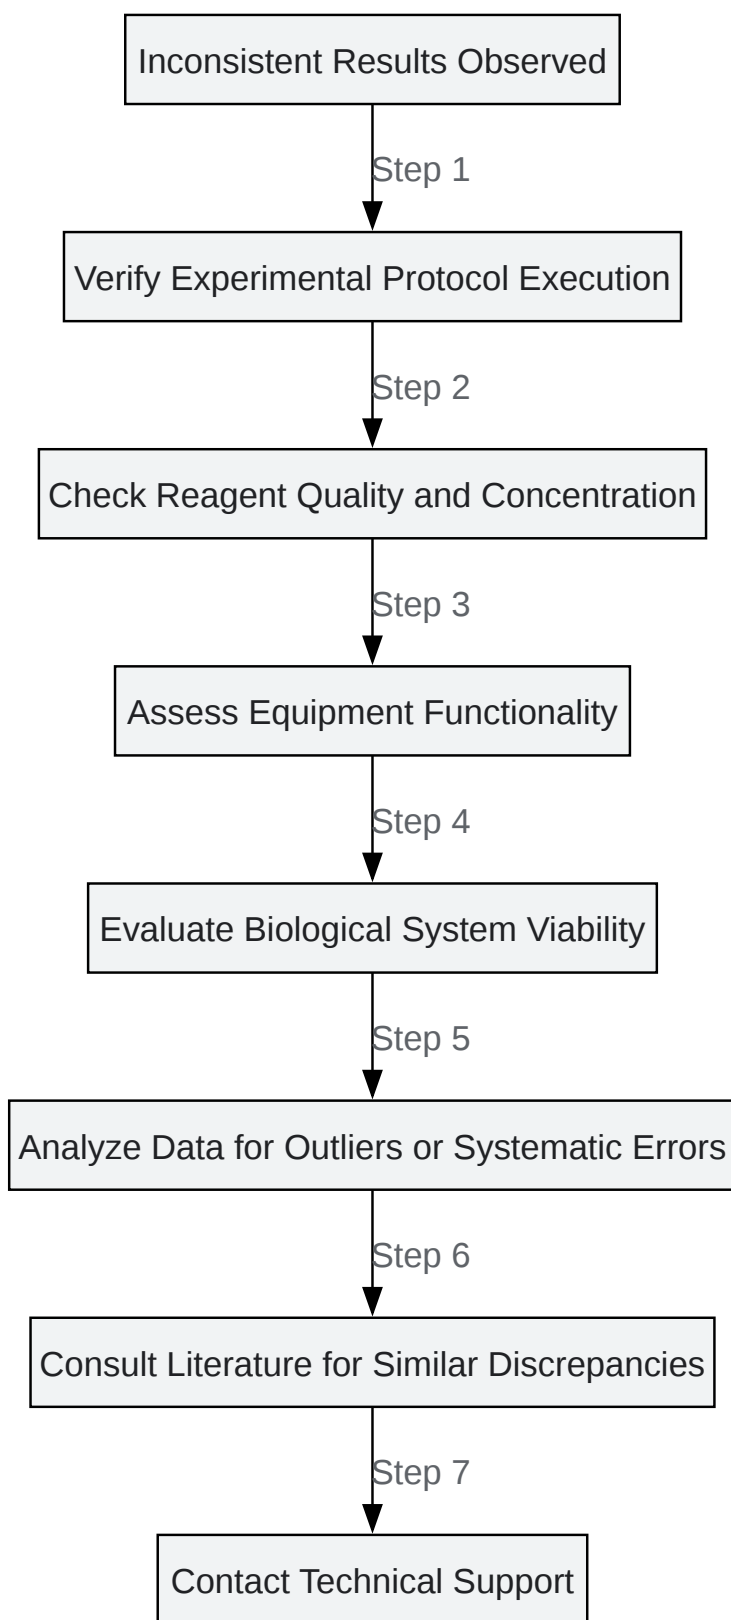 Inconsistent Results Observed
Step 1
Verify Experimental Protocol Execution
Step 2
Check Reagent Quality and Concentration
Step 3
Assess Equipment Functionality
Step 4
Evaluate Biological System Viability
Step 5
Analyze Data for Outliers or Systematic Errors
Step 6
Consult Literature for Similar Discrepancies
Step 7
Contact Technical Support